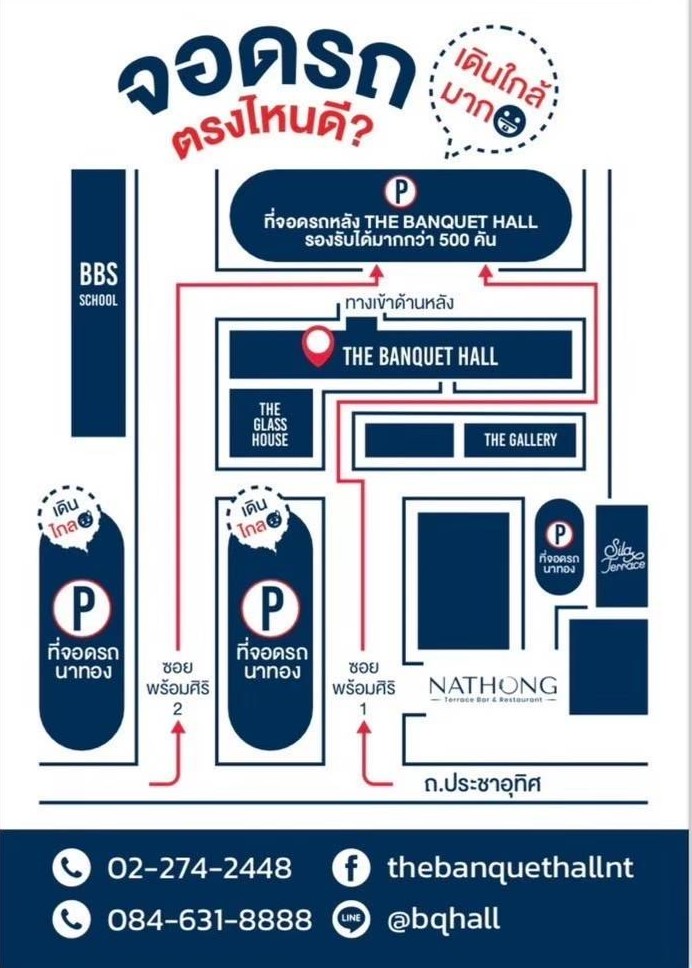 จอดรถ
ตรงไหนดี?
เดินใกล้
มาก
P
ที่จอดรถหลัง THE BANQUET HALL
รองรับได้มากกว่า 500 คัน
BBS
SCHOOL
ทางเข้าด้านหลัง
THE BANQUET HALL
THE
GLASS
HOUSE
THE GALLERY
เดิน
ไกล
P
ที่จอดรถ
นาทอง
ซอย
พร้อมศิริ
2
เดิน
ไกล
P
ที่จอดรถ
นาทอง
ซอย
พร้อมศิริ
1
P
ที่จอดรถ
นาทอง
Sila
Terrace
NATHONG
Terrace Bar & Restaurant
ถ.ประชาอุทิศ
02-274-2448
f thebanquethallnt
084-631-8888
LINE @bqhall